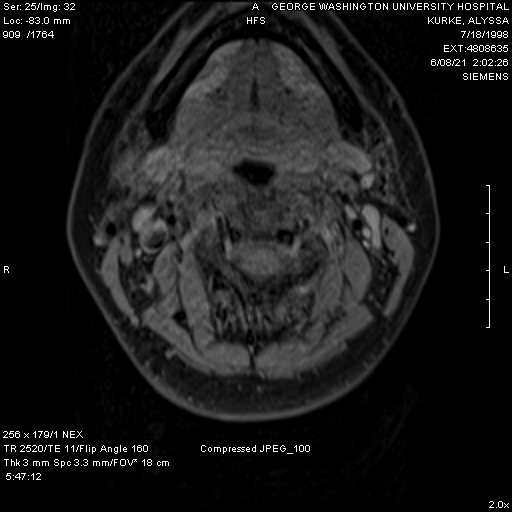 Ser: 25/Img: 32
Loc: -83.0 mm
909 /1764
A
HFS
GEORGE WASHINGTON UNIVERSITY HOSPITAL
KURKE, ALYSSA
7/18/1998
EXT:4808635
6/08/21 2:02:26
SIEMENS
R
L
256 x 179/1 NEX
TR 2520/TE 11/Flip Angle 160
Thk 3 mm Spc 3.3 mm/FOV* 18 cm
5:47:12
Compressed JPEG_100
2.0x